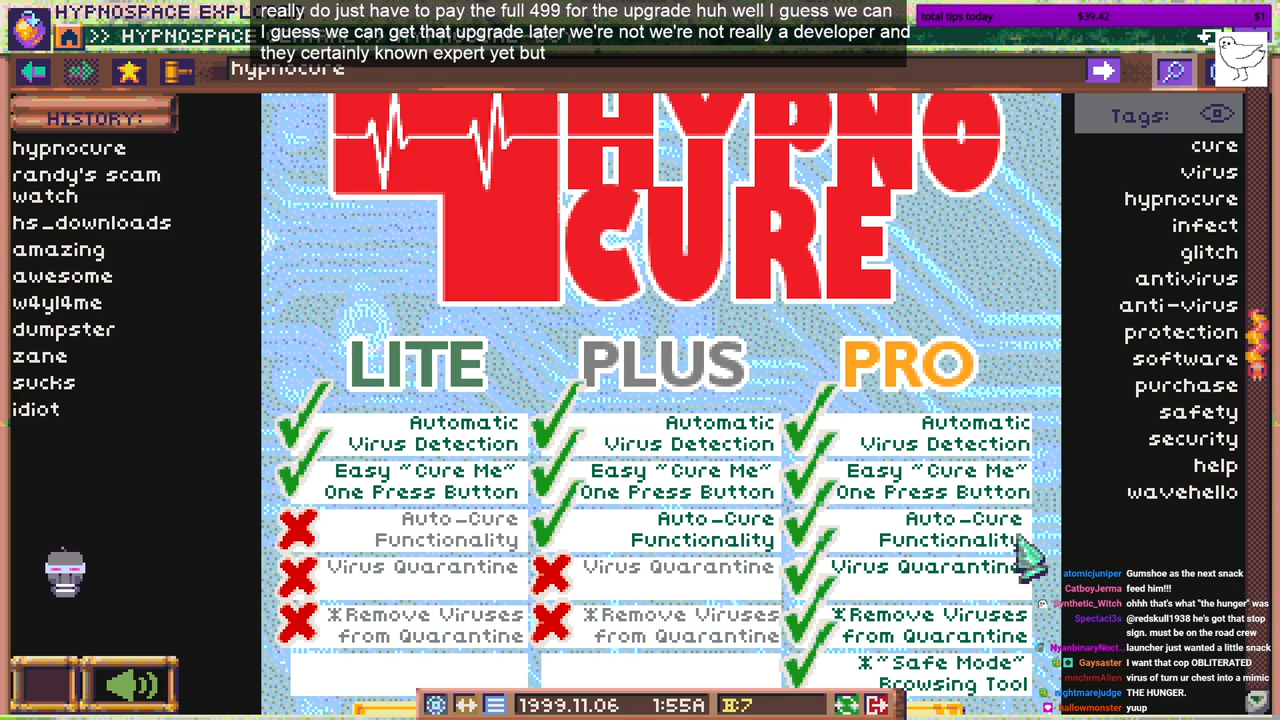 HYPNOSPACE EXPL
really do just have to pay the full 499 for the upgrade huh well I guess we can
I guess we can get that upgrade later we're not we're not really a developer and
they certainly known expert yet but
total tips today $39.42 $1
>> HYPNOSPACE
hypnocure
HISTORY:
hypnocure
randy's scam
watch
hs_downloads
amazing
awesome
w4yl4me
dumpster
zane
sucks
idiot
HYPNO
CURE
LITE
Automatic
Virus Detection
Easy ~Cure Me~
One Press Button
Auto-Cure
Functionality
Virus Quarantine
*Remove Viruses
from Quarantine
PLUS
Automatic
Virus Detection
Easy ~Cure Me~
One Press Button
Auto-Cure
Functionality
Virus Quarantine
*Remove Viruses
from Quarantine
PRO
Automatic
Virus Detection
Easy ~Cure Me~
One Press Button
Auto-Cure
Functionality
Virus Quarantine
*Remove Viruses
from Quarantine
*~Safe Mode~
Browsing Tool
Tags:
cure
virus
hypnocure
infect
glitch
antivirus
anti-virus
protection
software
purchase
safety
security
help
wavehello
atomicjuniper Gumshoe as the next snack
CatboyJerma feed him!!!
Synthetic_Witch ohhh that's what "the hunger" was
Spectacl3s @redskull1938 he's got that stop
sign. must be on the road crew
NyanbinaryNoct... launcher just wanted a little snack
Gaysaster I want that cop OBLITERATED
mnchrmAlien virus of turn ur chest into a mimic
nightmarejudge THE HUNGER.
hallowmonster yuup
1999.11.06 1:55A :7